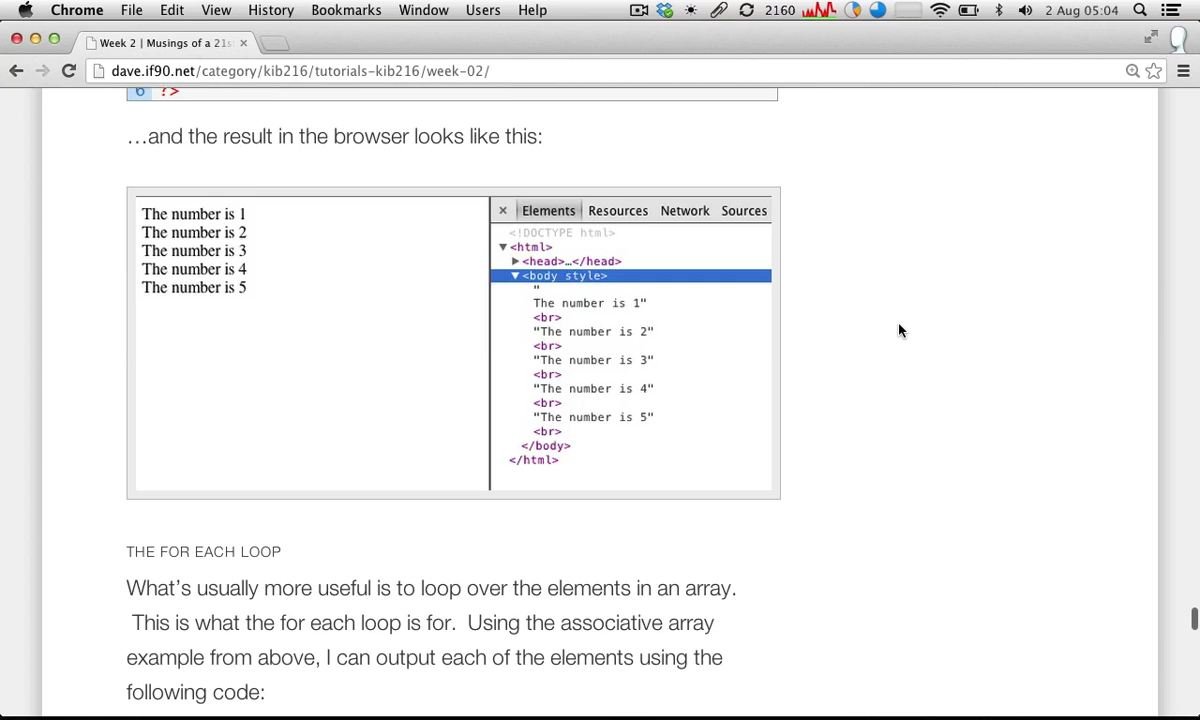 Chrome File Edit View History Bookmarks Window Users Help 2160 2 Aug 05:04
Week 2 | Musings of a 21s
dave.if90.net/category/kib216/tutorials-kib216/week-02/
6 ?>
…and the result in the browser looks like this:
The number is 1
The number is 2
The number is 3
The number is 4
The number is 5
× Elements Resources Network Sources
<!DOCTYPE html>
▼<html>
▶<head>…</head>
▼<body style>
"
The number is 1"
<br>
"The number is 2"
<br>
"The number is 3"
<br>
"The number is 4"
<br>
"The number is 5"
<br>
</body>
</html>
THE FOR EACH LOOP
What's usually more useful is to loop over the elements in an array.
This is what the for each loop is for.  Using the associative array
example from above, I can output each of the elements using the
following code: